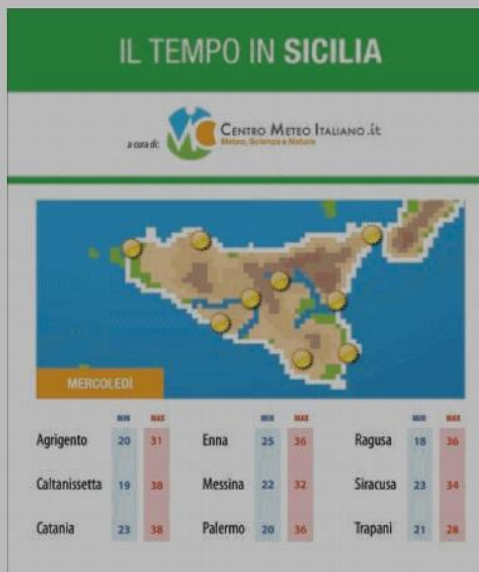 IL TEMPO IN SICILIA
a cura di: CENTRO METEO ITALIANO.it
Meteo, Scienza e Natura
MERCOLEDÌ
MIN MAX MIN MAX MIN MAX
Agrigento 20 31 Enna 25 36 Ragusa 18 36
Caltanissetta 19 38 Messina 22 32 Siracusa 23 34
Catania 23 38 Palermo 20 36 Trapani 21 28